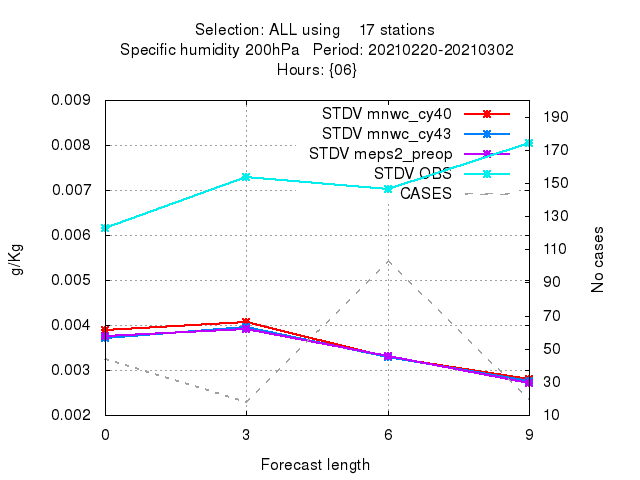 Selection: ALL using 17 stations
Specific humidity 200hPa Period: 20210220-20210302
Hours: {06}
STDV mnwc_cy40
STDV mnwc_cy43
STDV meps2_preop
STDV OBS
CASES
0.009
0.008
0.007
0.006
0.005
0.004
0.003
0.002
g/Kg
190
170
150
130
110
90
70
50
30
10
No cases
0 3 6 9
Forecast length